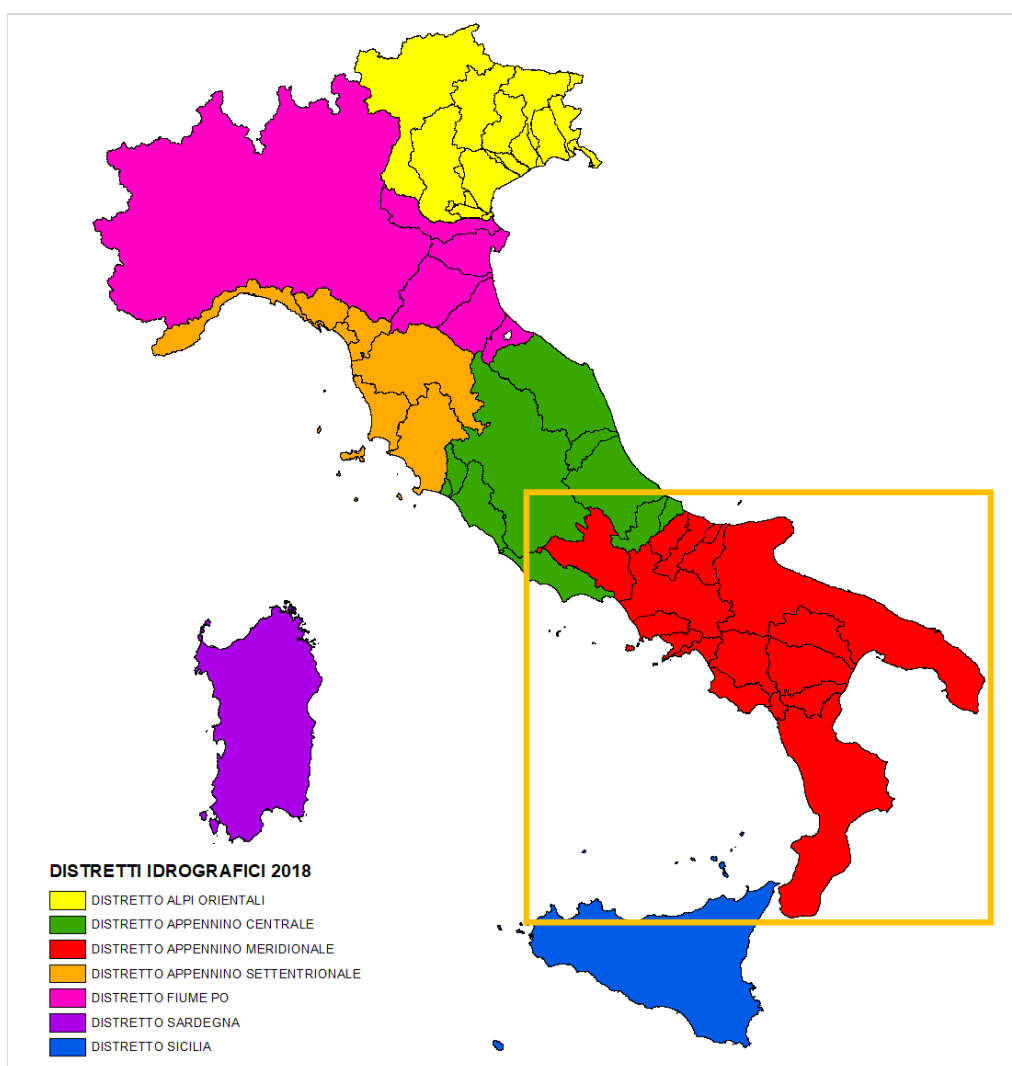 DISTRETTI IDROGRAFICI 2018
DISTRETTO ALPI ORIENTALI
DISTRETTO APPENNINO CENTRALE
DISTRETTO APPENNINO MERIDIONALE
DISTRETTO APPENNINO SETTENTRIONALE
DISTRETTO FIUME PO
DISTRETTO SARDEGNA
DISTRETTO SICILIA